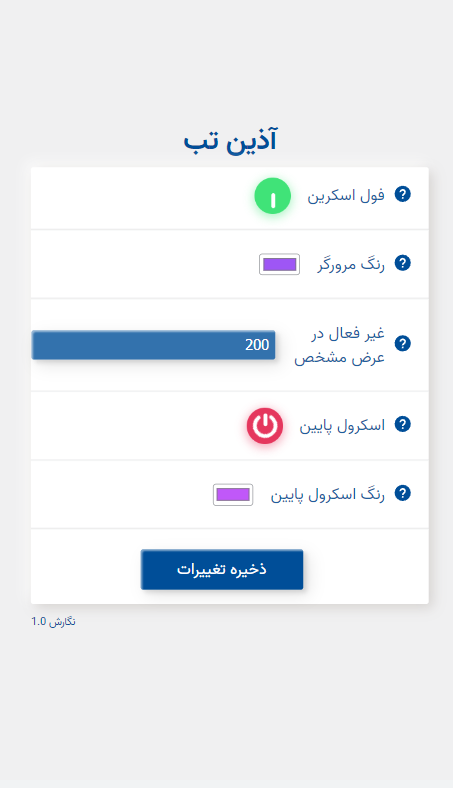 آذین تب
فول اسکرین
رنگ مرورگر
غیر فعال در
عرض مشخص
200
اسکرول پایین
رنگ اسکرول پایین
ذخیره تغییرات
نگارش 1.0